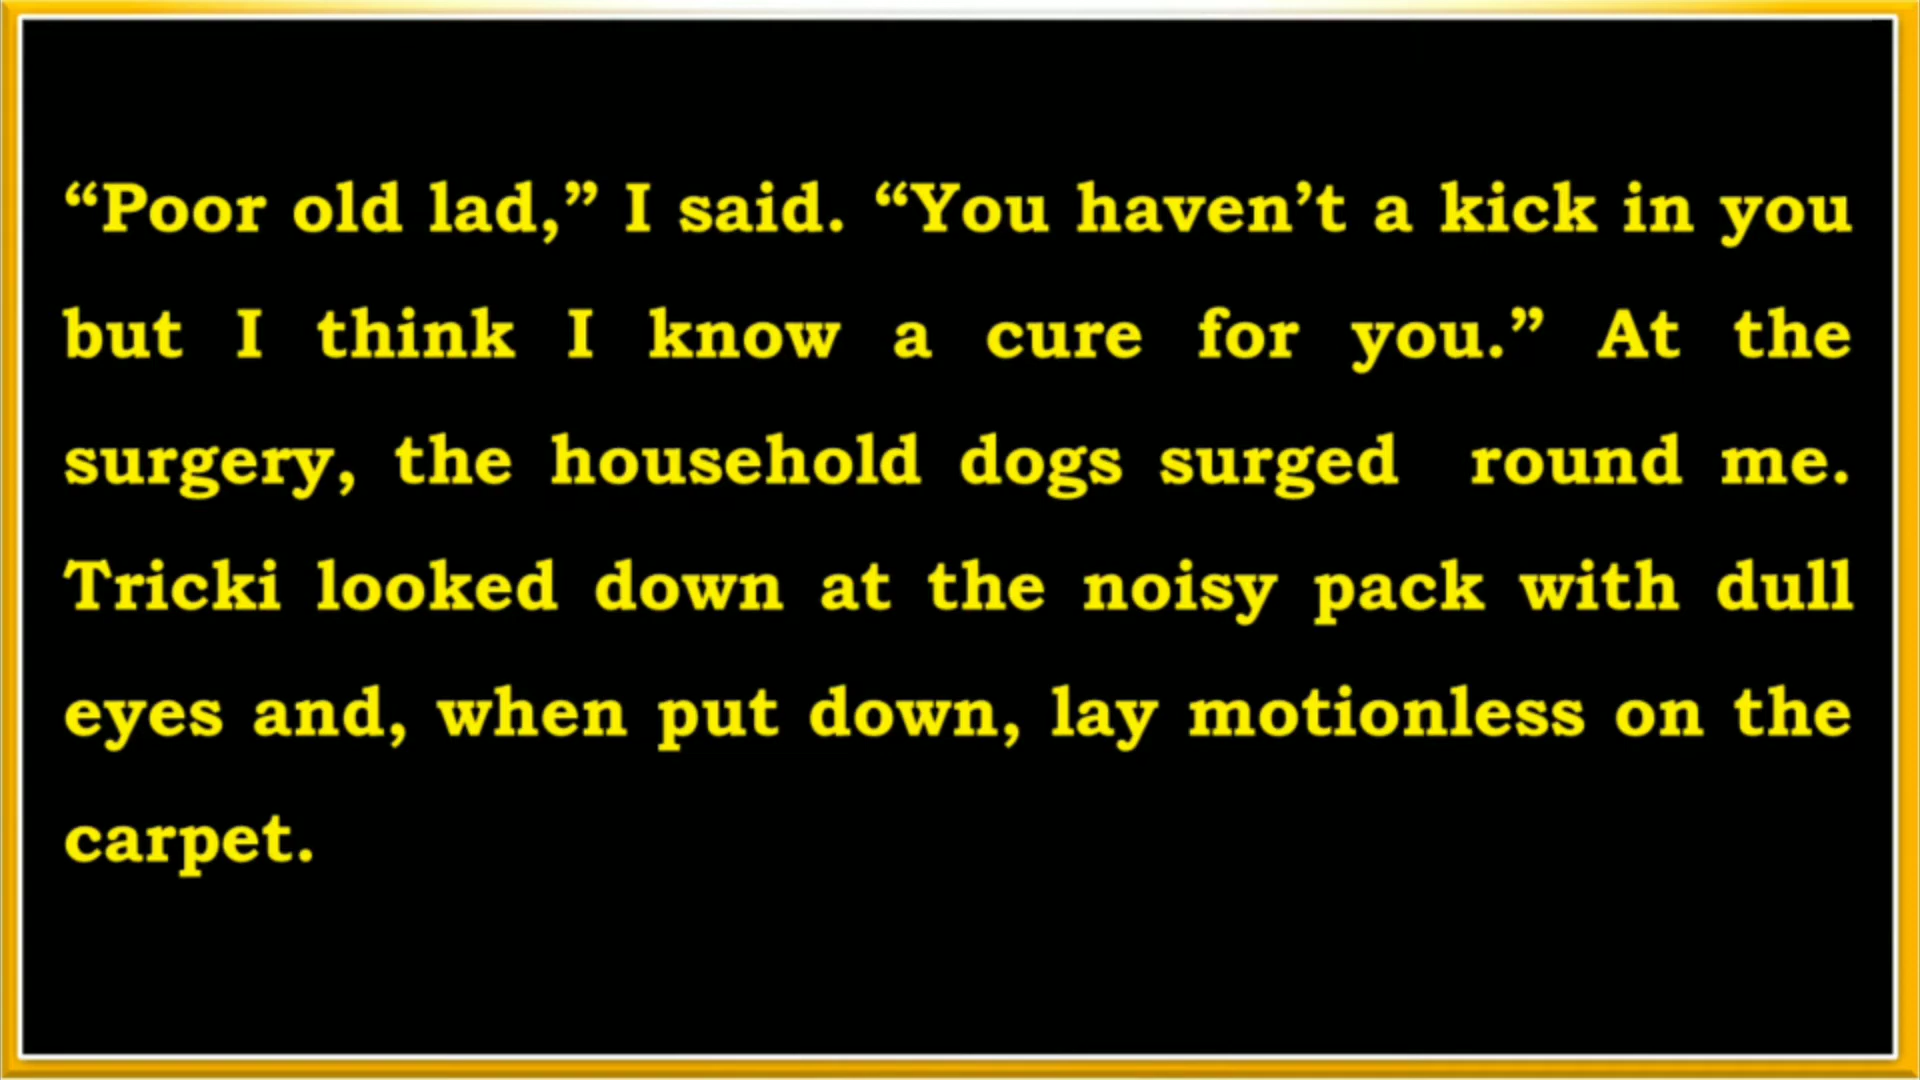 “Poor old lad,” I said. “You haven’t a kick in you
but I think I know a cure for you.” At the
surgery, the household dogs surged round me.
Tricki looked down at the noisy pack with dull
eyes and, when put down, lay motionless on the
carpet.